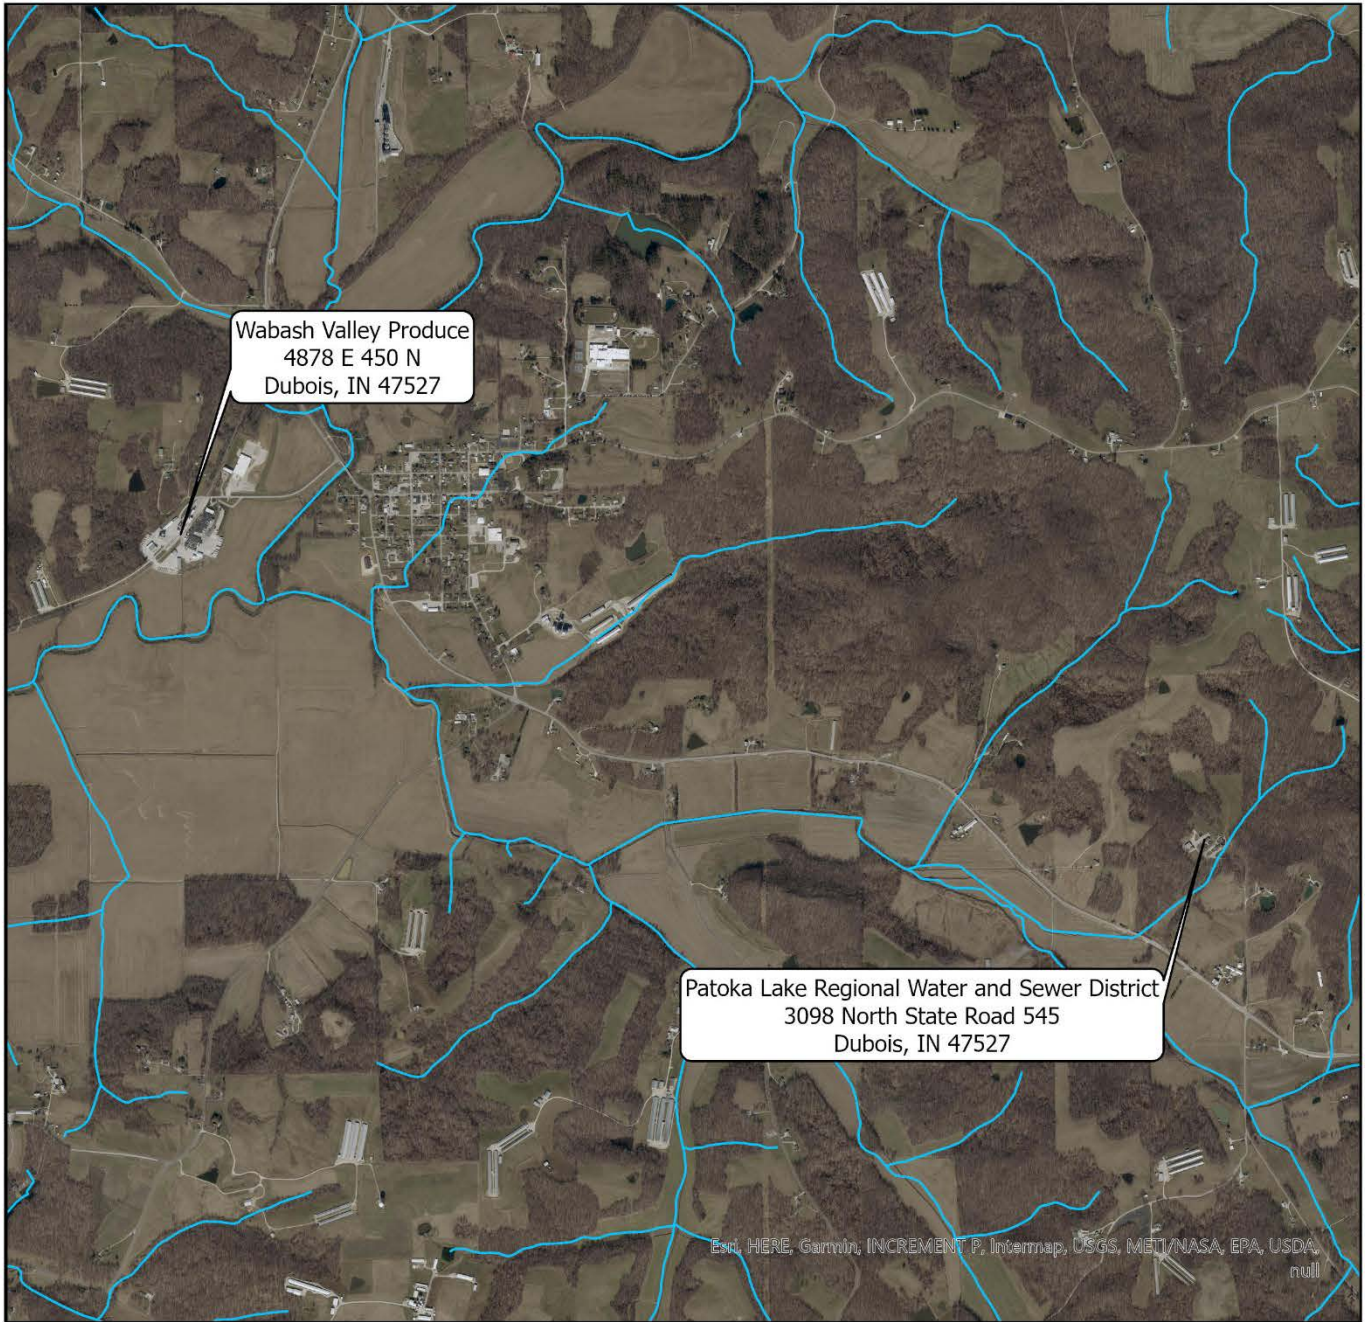 Wabash Valley Produce
4878 E 450 N
Dubois, IN 47527
Patoka Lake Regional Water and Sewer District
3098 North State Road 545
Dubois, IN 47527
Esri, HERE, Garmin, INCREMENT P, Intermap, USGS, METI/NASA, EPA, USDA,
null